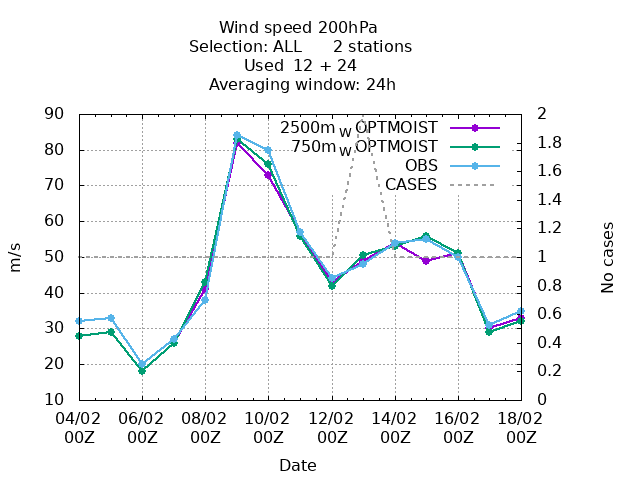 Wind speed 200hPa
Selection: ALL      2 stations
Used  12 + 24
Averaging window: 24h
2500m W OPTMOIST
750m W OPTMOIST
OBS
CASES
90
80
70
60
50
40
30
20
10
m/s
2
1.8
1.6
1.4
1.2
1
0.8
0.6
0.4
0.2
0
No cases
04/02 06/02 08/02 10/02 12/02 14/02 16/02 18/02
00Z 00Z 00Z 00Z 00Z 00Z 00Z 00Z
Date